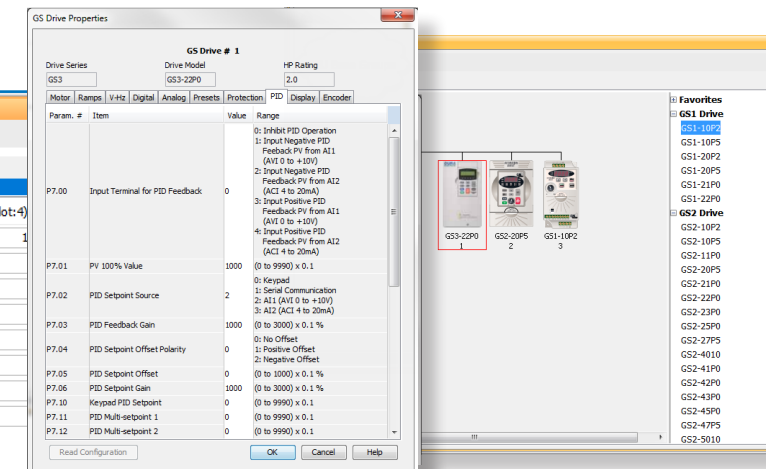 GS Drive Properties
GS Drive # 1
Drive Series Drive Model HP Rating
GS3 GS3-22P0 2.0
Motor Ramps V-Hz Digital Analog Presets Protection PID Display Encoder
Param. # Item Value Range
P7.00 Input Terminal for PID Feedback 0
0: Inhibit PID Operation
1: Input Negative PID
Feeback PV from AI1
(AVI 0 to +10V)
2: Input Negative PID
Feedback PV from AI2
(ACI 4 to 20mA)
3: Input Positive PID
Feedback PV from AI1
(AVI 0 to +10V)
4: Input Positive PID
Feedback PV from AI2
(ACI 4 to 20mA)
P7.01 PV 100% Value 1000 (0 to 9990) x 0.1
P7.02 PID Setpoint Source 2
0: Keypad
1: Serial Communication
2: AI1 (AVI 0 to +10V)
3: AI2 (ACI 4 to 20mA)
P7.03 PID Feedback Gain 1000 (0 to 3000) x 0.1 %
P7.04 PID Setpoint Offset Polarity 0
0: No Offset
1: Positive Offset
2: Negative Offset
P7.05 PID Setpoint Offset 0 (0 to 1000) x 0.1 %
P7.06 PID Setpoint Gain 1000 (0 to 3000) x 0.1 %
P7.10 Keypad PID Setpoint 0 (0 to 9990) x 0.1
P7.11 PID Multi-setpoint 1 0 (0 to 9990) x 0.1
P7.12 PID Multi-setpoint 2 0 (0 to 9990) x 0.1
Read Configuration OK Cancel Help
lot:4)
1
GS3-22P0 GS2-20P5 GS1-10P2
1 2 3
Favorites
GS1 Drive
GS1-10P2
GS1-10P5
GS1-20P2
GS1-20P5
GS1-21P0
GS1-22P0
GS2 Drive
GS2-10P2
GS2-10P5
GS2-11P0
GS2-20P5
GS2-21P0
GS2-22P0
GS2-23P0
GS2-25P0
GS2-27P5
GS2-4010
GS2-41P0
GS2-42P0
GS2-43P0
GS2-45P0
GS2-47P5
GS2-5010